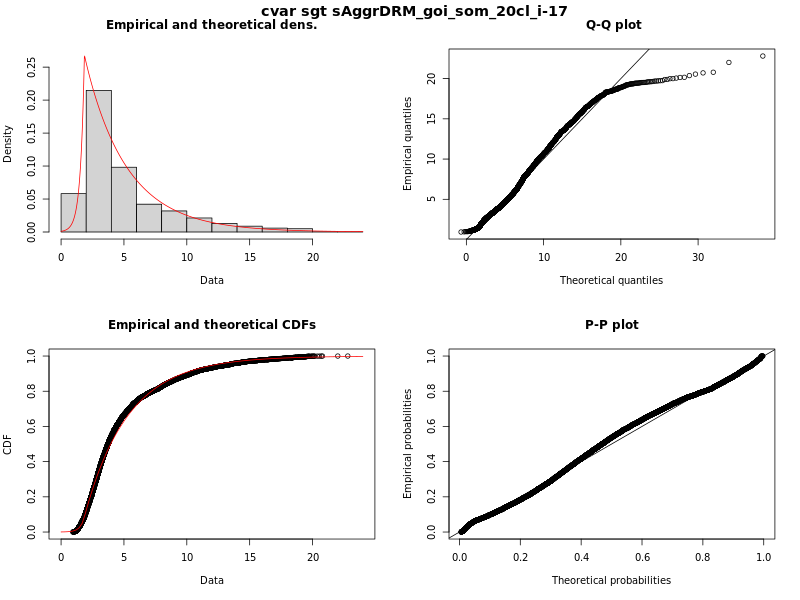 cvar sgt sAggrDRM_goi_som_20cl_i-17
Empirical and theoretical dens.
Density
0.00 0.05 0.10 0.15 0.20 0.25
0 5 10 15 20
Data
Q-Q plot
Empirical quantiles
5 10 15 20
0 10 20 30
Theoretical quantiles
Empirical and theoretical CDFs
CDF
0.0 0.2 0.4 0.6 0.8 1.0
0 5 10 15 20
Data
P-P plot
Empirical probabilities
0.0 0.2 0.4 0.6 0.8 1.0
0.0 0.2 0.4 0.6 0.8 1.0
Theoretical probabilities